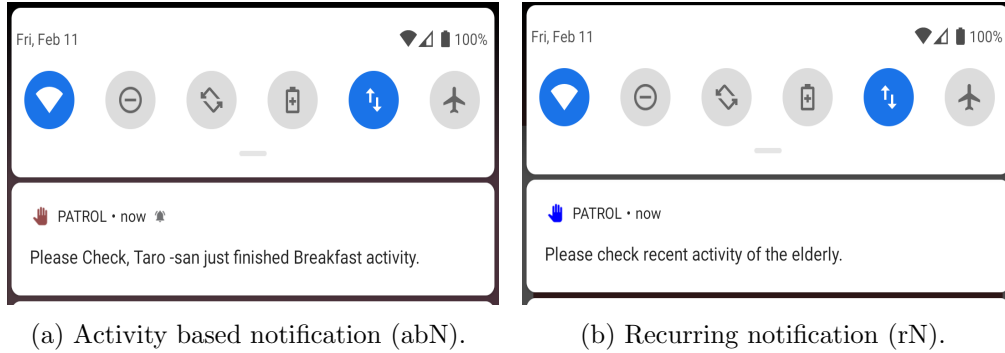 Fri, Feb 11 100%
PATROL • now
Please Check, Taro -san just finished Breakfast activity.
(a) Activity based notification (abN).
Fri, Feb 11 100%
PATROL • now
Please check recent activity of the elderly.
(b) Recurring notification (rN).